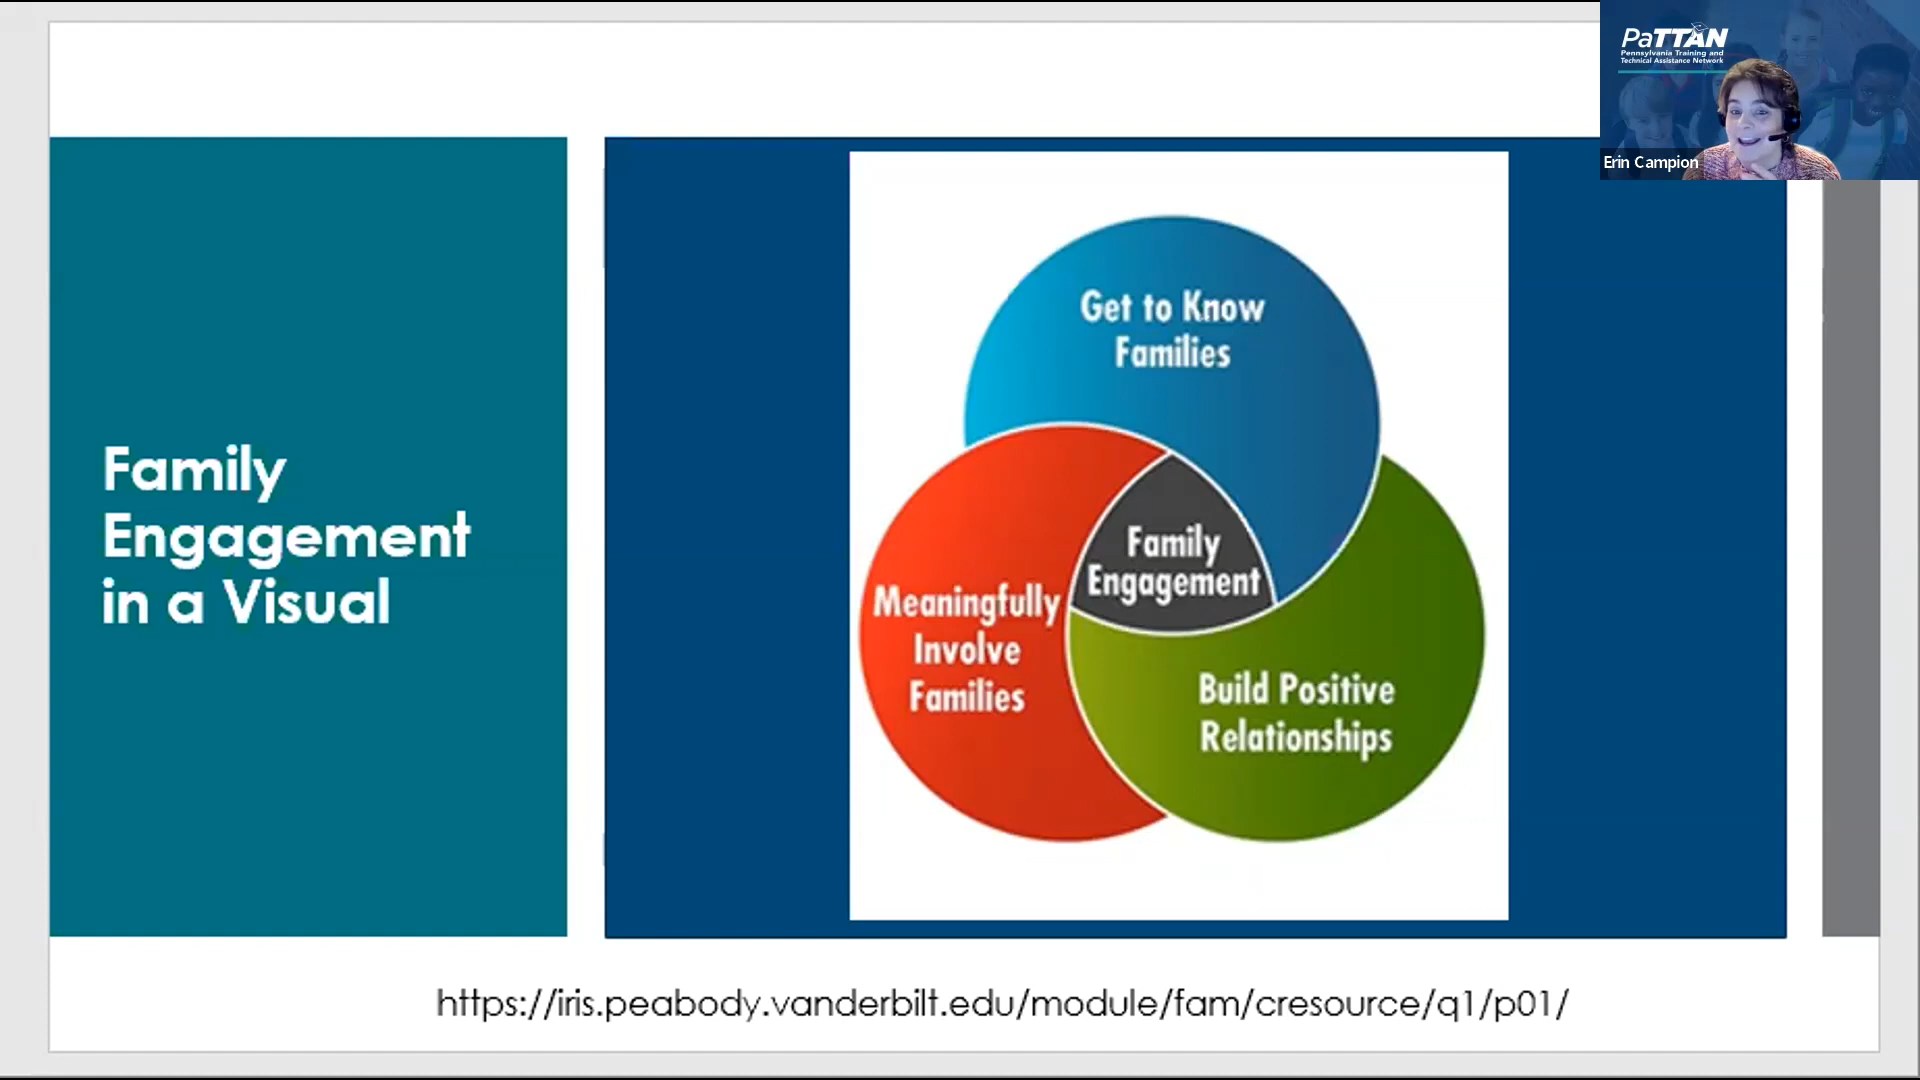 PaTTAN
Pennsylvania Training and
Technical Assistance Network
Erin Campion
Family
Engagement
in a Visual
Get to Know
Families
Family
Engagement
Meaningfully
Involve
Families
Build Positive
Relationships
https://iris.peabody.vanderbilt.edu/module/fam/cresource/q1/p01/